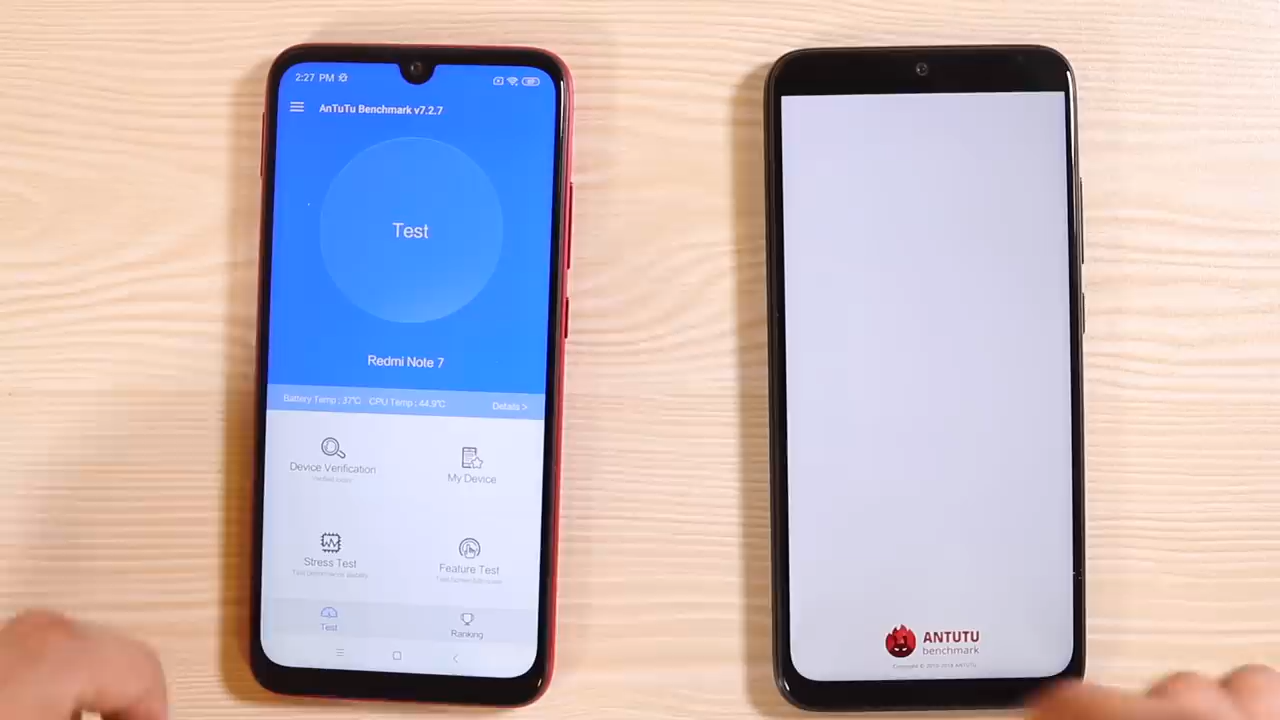 2:27 PM
AnTuTu Benchmark v7.2.7
Test
Redmi Note 7
Battery Temp : 37℃ CPU Temp : 44.9℃ Details >
Device Verification
My Device
Stress Test
Feature Test
Test
Ranking
ANTUTU
benchmark